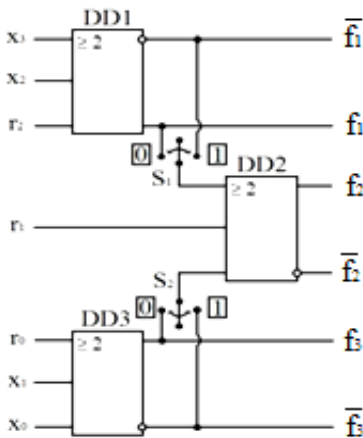 DD1
x₃ ≥ 2 f̅₁
x₂
r₂ f₁
0 1
S₁ DD2
≥ 2 f₂
r₁
S₂ f̅₂
0 1
DD3
r₀ ≥ 2 f₃
x₁
x₀ f̅₃